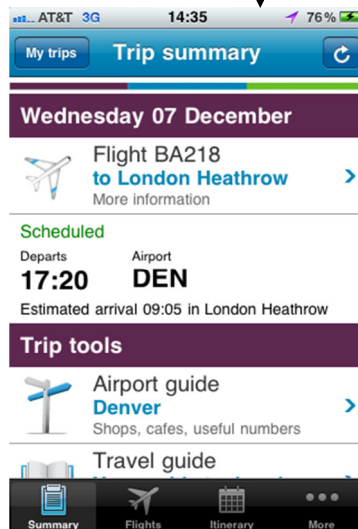 AT&T 3G 14:35 76%
My trips Trip summary
Wednesday 07 December
Flight BA218
to London Heathrow
More information
Scheduled
Departs Airport
17:20 DEN
Estimated arrival 09:05 in London Heathrow
Trip tools
Airport guide
Denver
Shops, cafes, useful numbers
Travel guide
Summary Flights Itinerary More